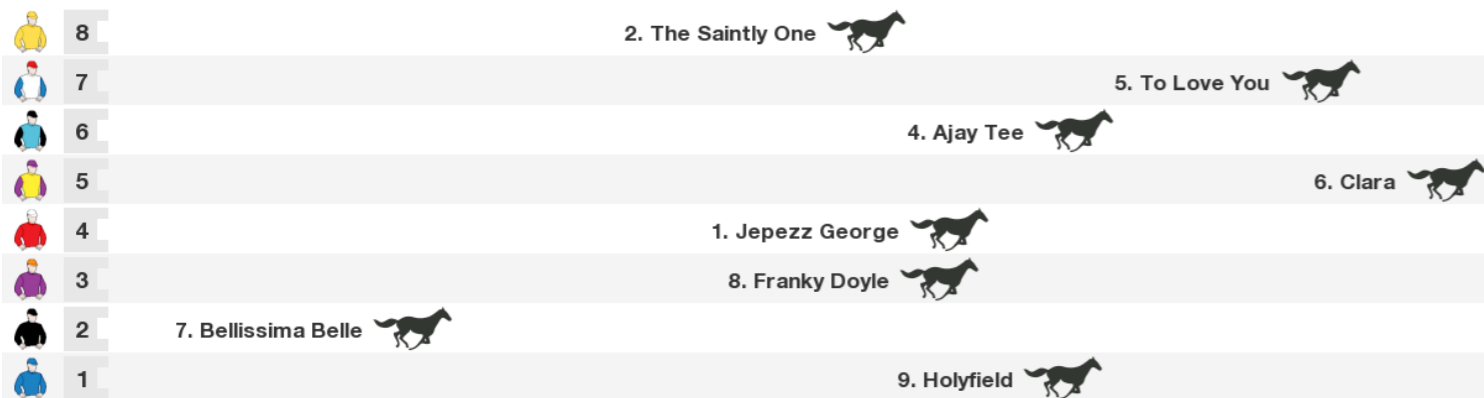 8 2. The Saintly One
7 5. To Love You
6 4. Ajay Tee
5 6. Clara
4 1. Jepezz George
3 8. Franky Doyle
2 7. Bellissima Belle
1 9. Holyfield